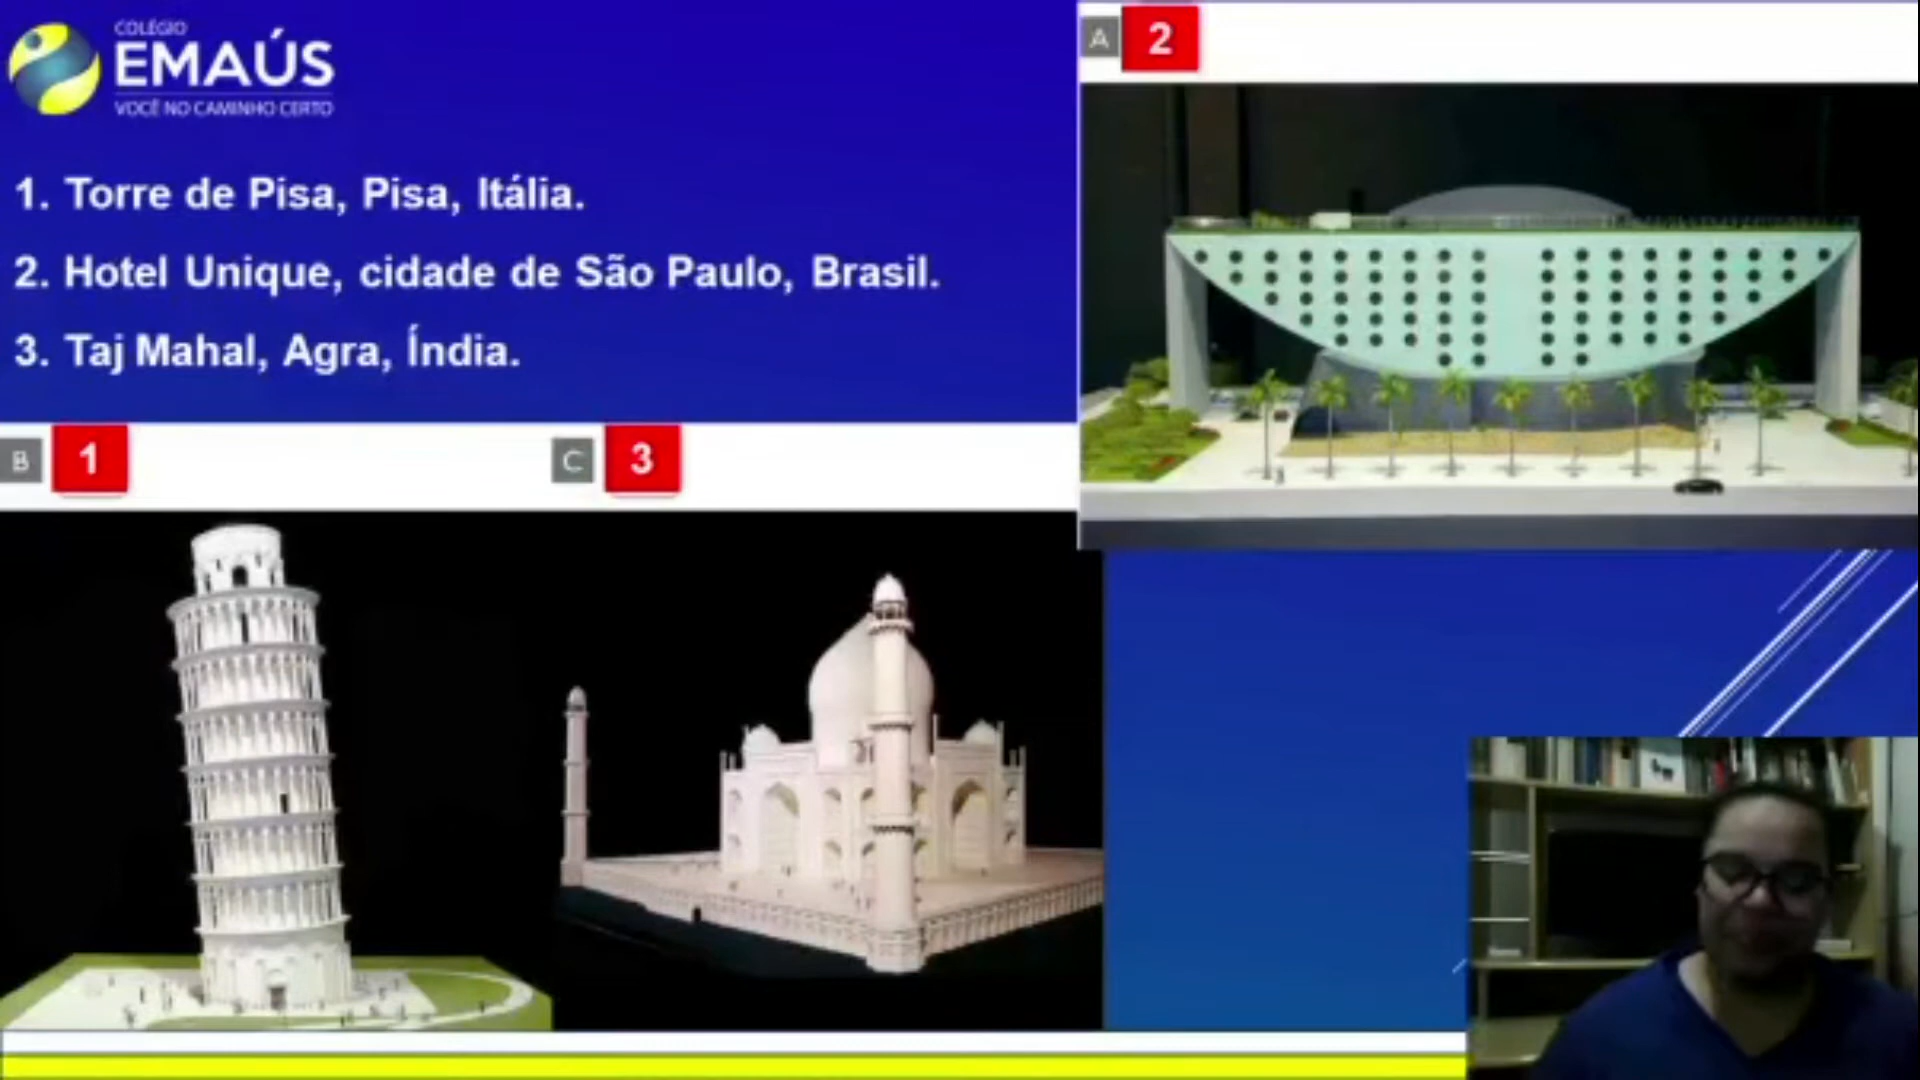 COLÉGIO
EMAÚS
VOCÊ NO CAMINHO CERTO
1. Torre de Pisa, Pisa, Itália.
2. Hotel Unique, cidade de São Paulo, Brasil.
3. Taj Mahal, Agra, Índia.
A 2
B 1
C 3